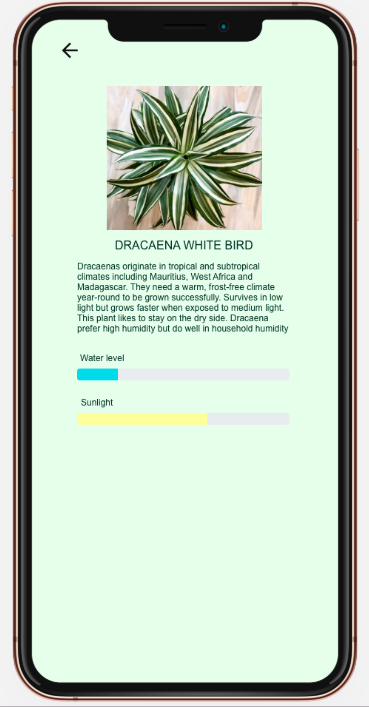 DRACAENA WHITE BIRD
Dracaenas originate in tropical and subtropical
climates including Mauritius, West Africa and
Madagascar. They need a warm, frost-free climate
year-round to be grown successfully. Survives in low
light but grows faster when exposed to medium light.
This plant likes to stay on the dry side. Dracaena
prefer high humidity but do well in household humidity
Water level
Sunlight